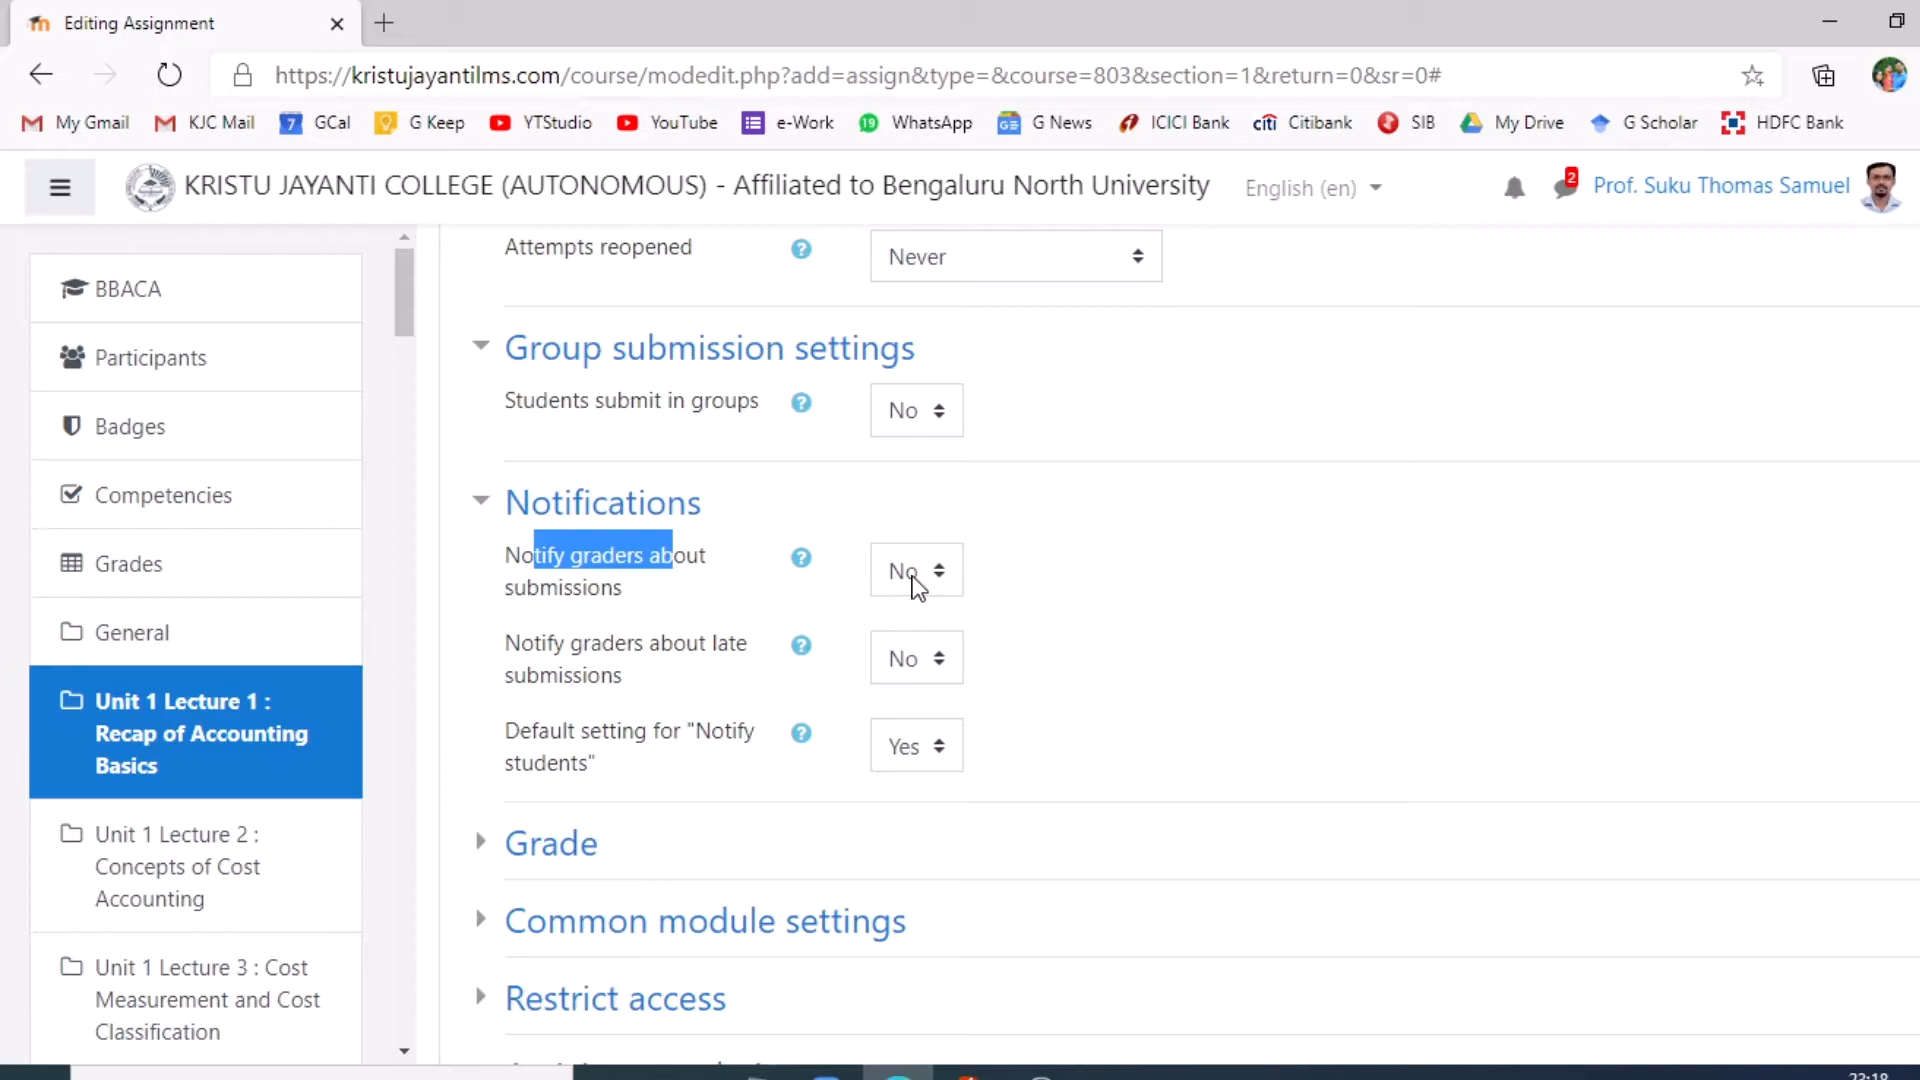 Editing Assignment
https://kristujayantilms.com/course/modedit.php?add=assign&type=&course=803&section=1&return=0&sr=0#
My Gmail KJC Mail 7 GCal G Keep YTStudio YouTube e-Work 19 WhatsApp GE G News ICICI Bank citi Citibank SIB My Drive G Scholar HDFC Bank
KRISTU JAYANTI COLLEGE (AUTONOMOUS) - Affiliated to Bengaluru North University English (en) 2 Prof. Suku Thomas Samuel
BBACA
Participants
Badges
Competencies
Grades
General
Unit 1 Lecture 1 :
Recap of Accounting
Basics
Unit 1 Lecture 2 :
Concepts of Cost
Accounting
Unit 1 Lecture 3 : Cost
Measurement and Cost
Classification
Attempts reopened ? Never
Group submission settings
Students submit in groups ? No
Notifications
Notify graders about
submissions ? No
Notify graders about late
submissions ? No
Default setting for "Notify
students" ? Yes
Grade
Common module settings
Restrict access
23:18